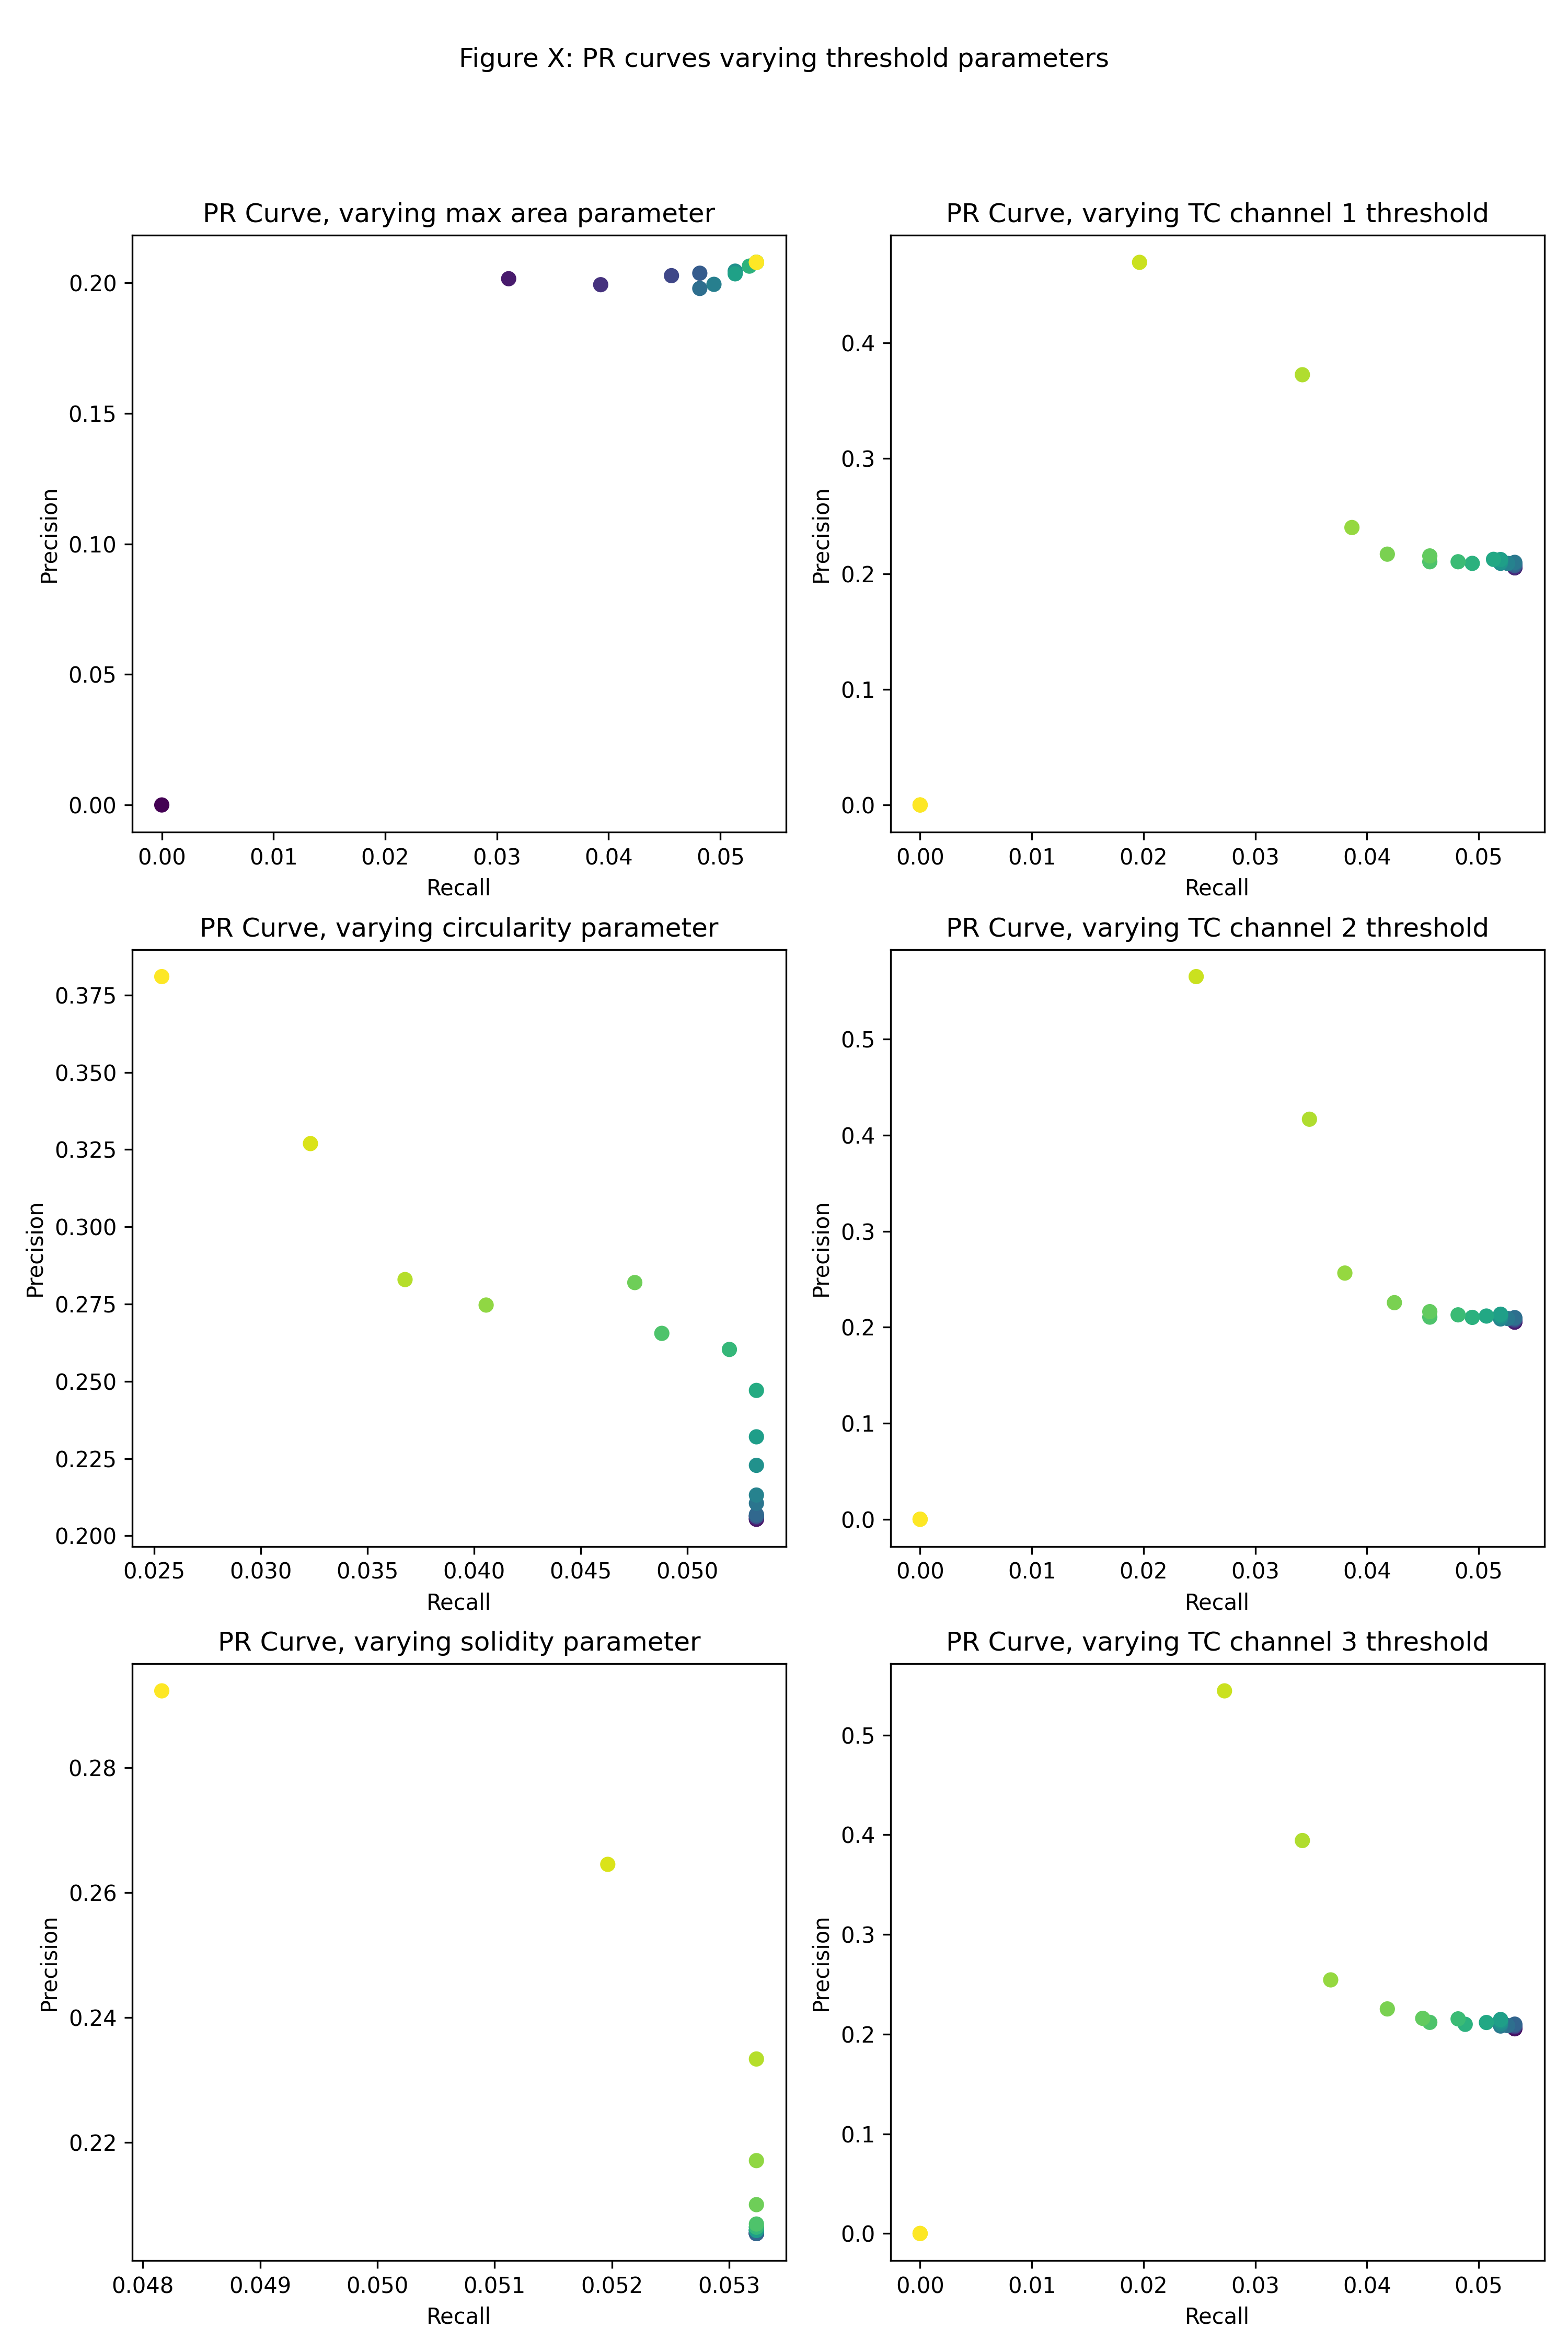 Figure X: PR curves varying threshold parameters
PR Curve, varying max area parameter
0.20
0.15
0.10
0.05
0.00
Precision
0.00 0.01 0.02 0.03 0.04 0.05
Recall
PR Curve, varying TC channel 1 threshold
0.4
0.3
0.2
0.1
0.0
Precision
0.00 0.01 0.02 0.03 0.04 0.05
Recall
PR Curve, varying circularity parameter
0.375
0.350
0.325
0.300
0.275
0.250
0.225
0.200
Precision
0.025 0.030 0.035 0.040 0.045 0.050
Recall
PR Curve, varying TC channel 2 threshold
0.5
0.4
0.3
0.2
0.1
0.0
Precision
0.00 0.01 0.02 0.03 0.04 0.05
Recall
PR Curve, varying solidity parameter
0.28
0.26
0.24
0.22
Precision
0.048 0.049 0.050 0.051 0.052 0.053
Recall
PR Curve, varying TC channel 3 threshold
0.5
0.4
0.3
0.2
0.1
0.0
Precision
0.00 0.01 0.02 0.03 0.04 0.05
Recall